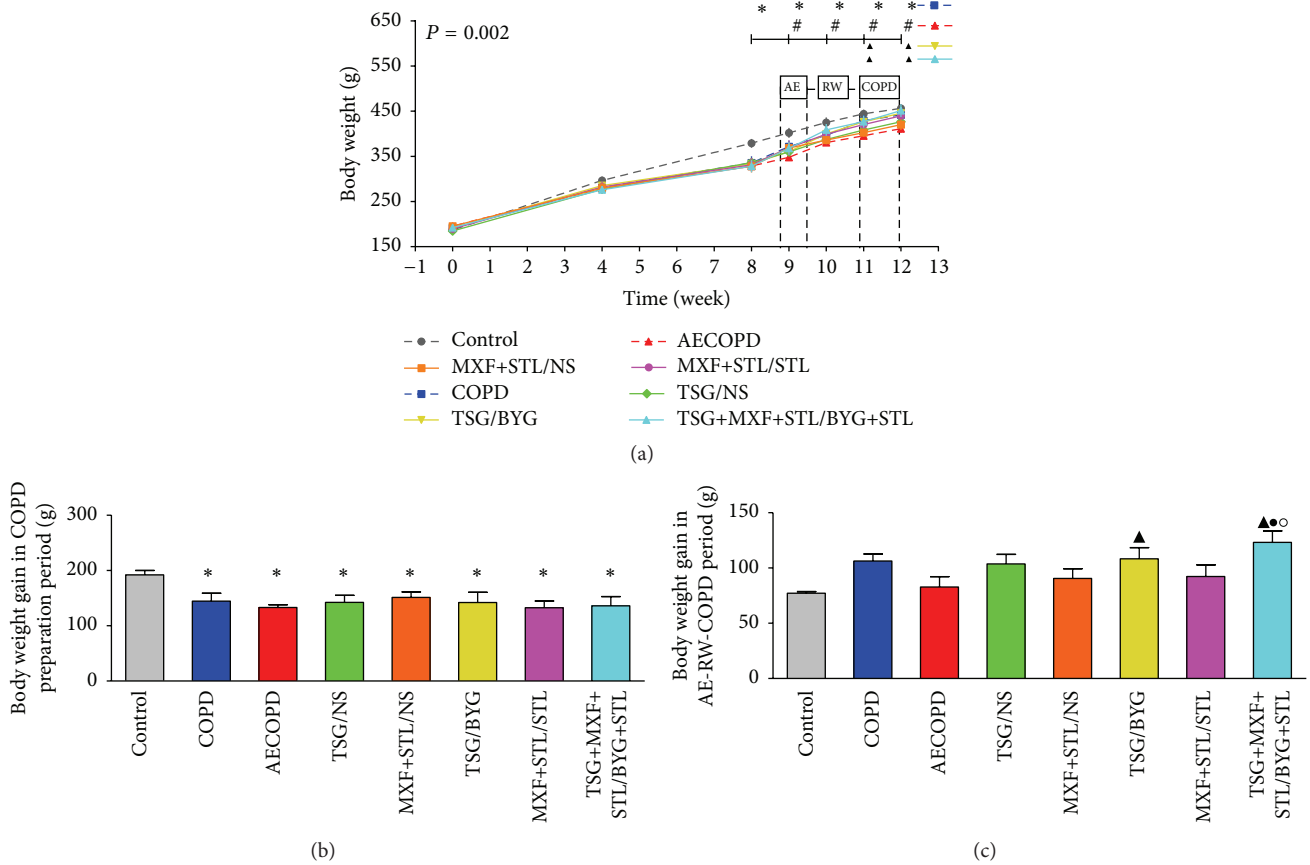 * * * * *
# # # #
▲ ▲
▲ ▲
P = 0.002
650
550
450
350
250
150
Body weight (g)
AE RW COPD
−1 0 1 2 3 4 5 6 7 8 9 10 11 12 13
Time (week)
Control AECOPD
MXF+STL/NS MXF+STL/STL
COPD TSG/NS
TSG/BYG TSG+MXF+STL/BYG+STL
(a)
Body weight gain in COPD
preparation period (g)
300
200
100
0
* * * * * * *
Control
COPD
AECOPD
TSG/NS
MXF+STL/NS
TSG/BYG
MXF+STL/STL
TSG+MXF+
STL/BYG+STL
(b)
Body weight gain in
AE-RW-COPD period (g)
150
100
50
0
▲
▲●○
Control
COPD
AECOPD
TSG/NS
MXF+STL/NS
TSG/BYG
MXF+STL/STL
TSG+MXF+
STL/BYG+STL
(c)